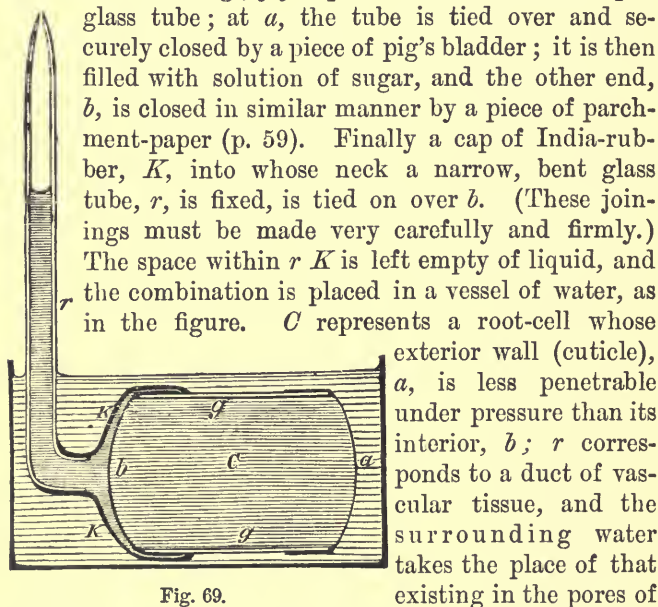 glass tube; at a, the tube is tied over and se-
curely closed by a piece of pig's bladder; it is then
filled with solution of sugar, and the other end,
b, is closed in similar manner by a piece of parch-
ment-paper (p. 59). Finally a cap of India-rub-
ber, K, into whose neck a narrow, bent glass
tube, r, is fixed, is tied on over b. (These join-
ings must be made very carefully and firmly.)
The space within r K is left empty of liquid, and
the combination is placed in a vessel of water, as
in the figure. C represents a root-cell whose
exterior wall (cuticle),
a, is less penetrable
under pressure than its
interior, b; r corres-
ponds to a duct of vas-
cular tissue, and the
surrounding water
takes the place of that
existing in the pores of
r
K
g
b
C
a
K
g
Fig. 69.